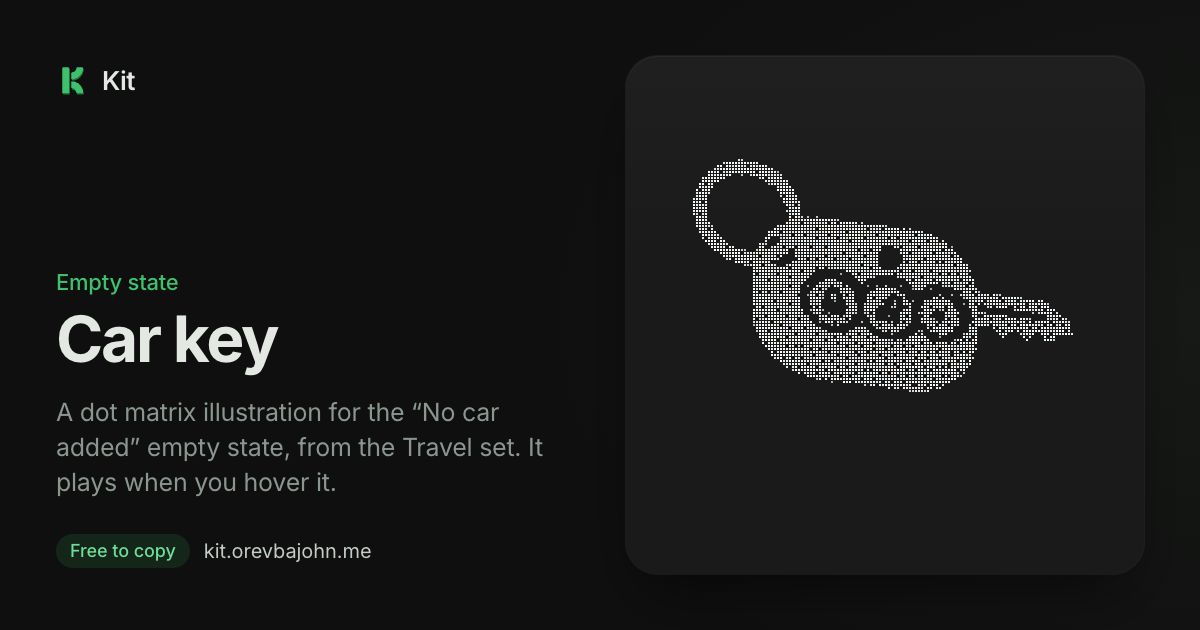 Kit
Empty state
Car key
A dot matrix illustration for the “No car
added” empty state, from the Travel set. It
plays when you hover it.
Free to copy
kit.orevbajohn.me